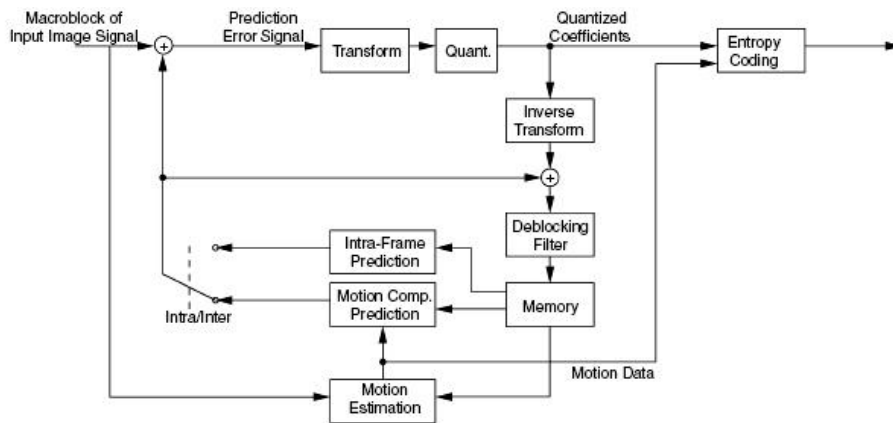 Macroblock of
Input Image Signal
Prediction
Error Signal
Transform
Quant.
Quantized
Coefficients
Entropy
Coding
Inverse
Transform
+
+
Deblocking
Filter
Intra-Frame
Prediction
Motion Comp.
Prediction
Memory
Intra/Inter
Motion Data
Motion
Estimation